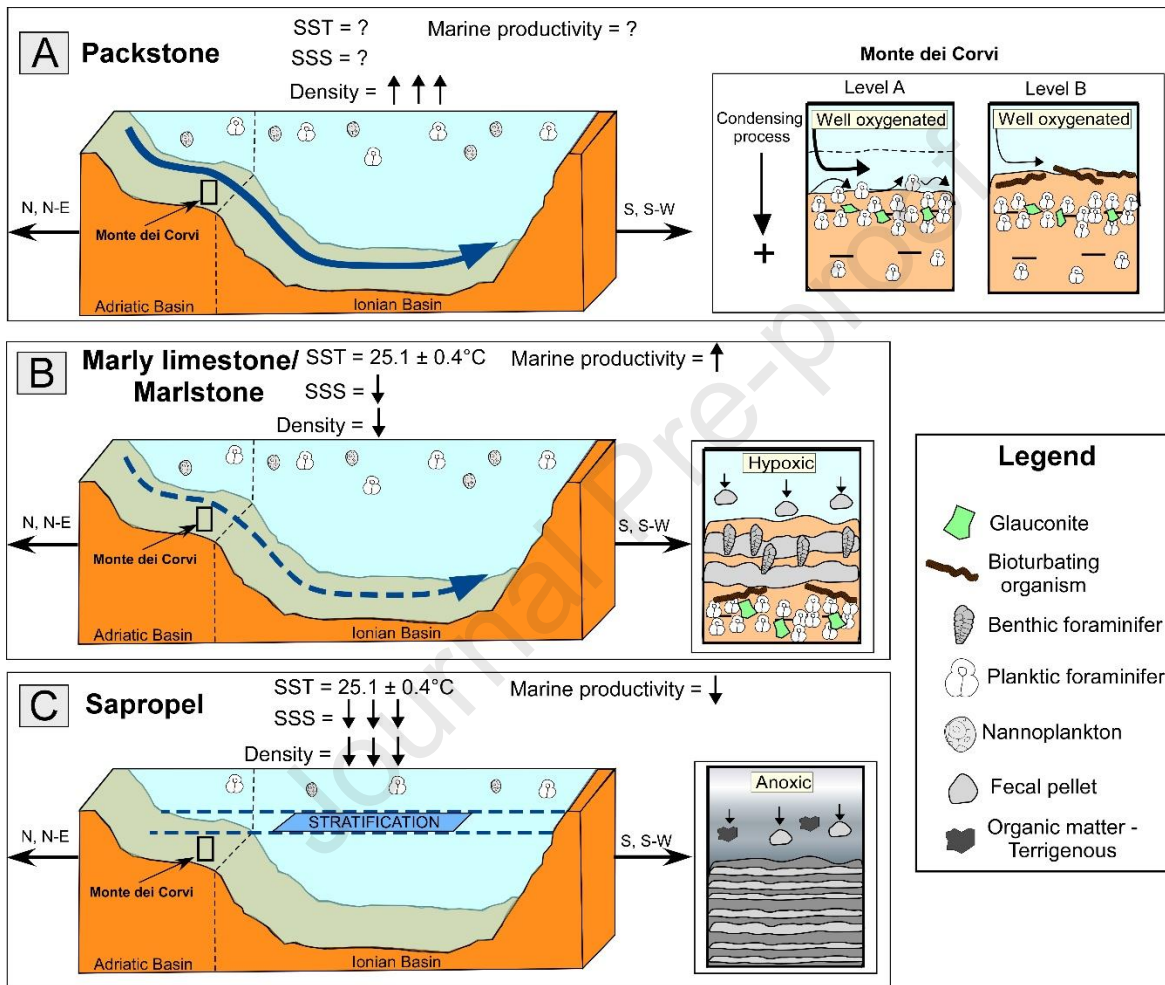 A Packstone
SST = ?
SSS = ?
Density =
Marine productivity = ?
N, N-E
Monte dei Corvi
S, S-W
Adriatic Basin
Ionian Basin
Monte dei Corvi
Level A
Level B
Condensing
process
+
Well oxygenated
Well oxygenated
B Marly limestone/
Marlstone
SST = 25.1 ± 0.4°C
SSS =
Density =
Marine productivity =
N, N-E
Monte dei Corvi
S, S-W
Adriatic Basin
Ionian Basin
Hypoxic
C Sapropel
SST = 25.1 ± 0.4°C
SSS =
Density =
Marine productivity =
STRATIFICATION
N, N-E
Monte dei Corvi
S, S-W
Adriatic Basin
Ionian Basin
Anoxic
Legend
Glauconite
Bioturbating
organism
Benthic foraminifer
Planktic foraminifer
Nannoplankton
Fecal pellet
Organic matter -
Terrigenous
Journal Pre-proof